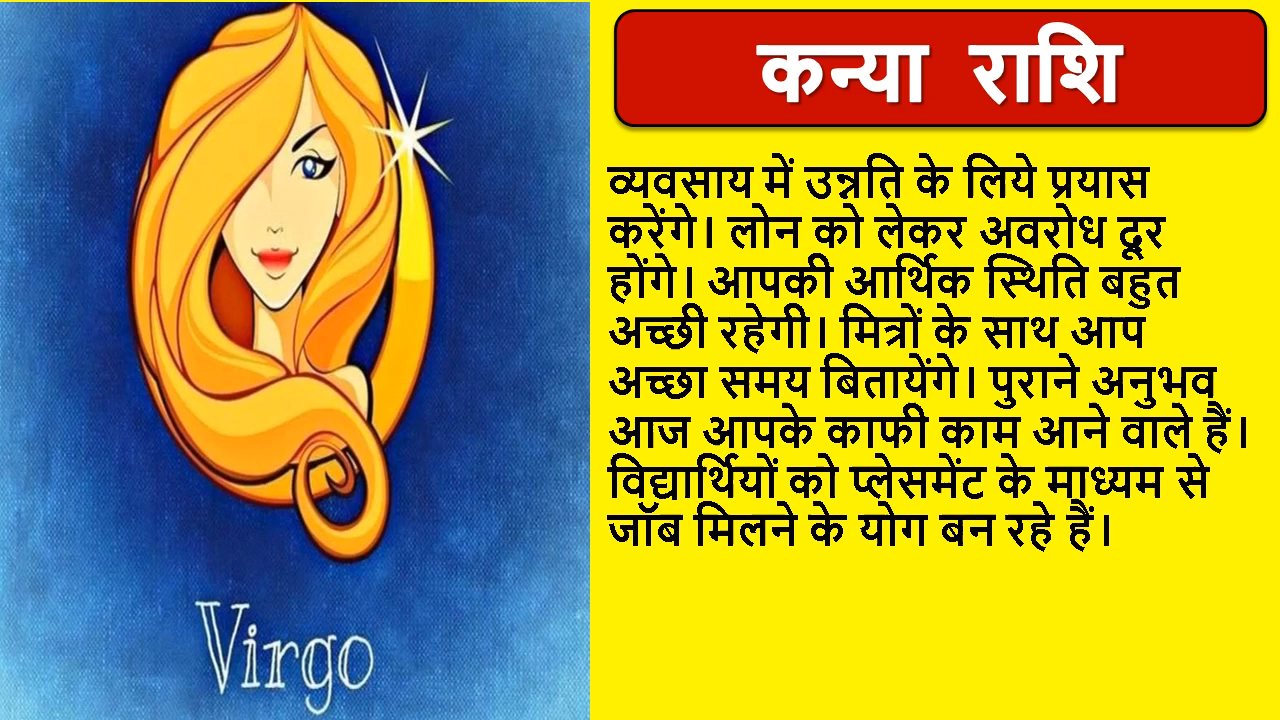 कन्या राशि
व्यवसाय में उन्नति के लिये प्रयास
करेंगे। लोन को लेकर अवरोध दूर
होंगे। आपकी आर्थिक स्थिति बहुत
अच्छी रहेगी। मित्रों के साथ आप
अच्छा समय बितायेंगे। पुराने अनुभव
आज आपके काफी काम आने वाले हैं।
विद्यार्थियों को प्लेसमेंट के माध्यम से
जॉब मिलने के योग बन रहे हैं।
Virgo